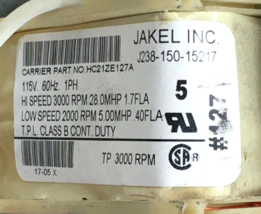 JAKEL INC.
J238-150-15217
CARRIER PART NO. HC21ZE127A
115V. 60Hz. 1PH
HI SPEED 3000 RPM 28.0MHP 1.7FLA
LOW SPEED 2000 RPM 5.00MHP .40FLA
T P L CLASS B CONT. DUTY
5
#127
TP 3000 RPM
17-05 X